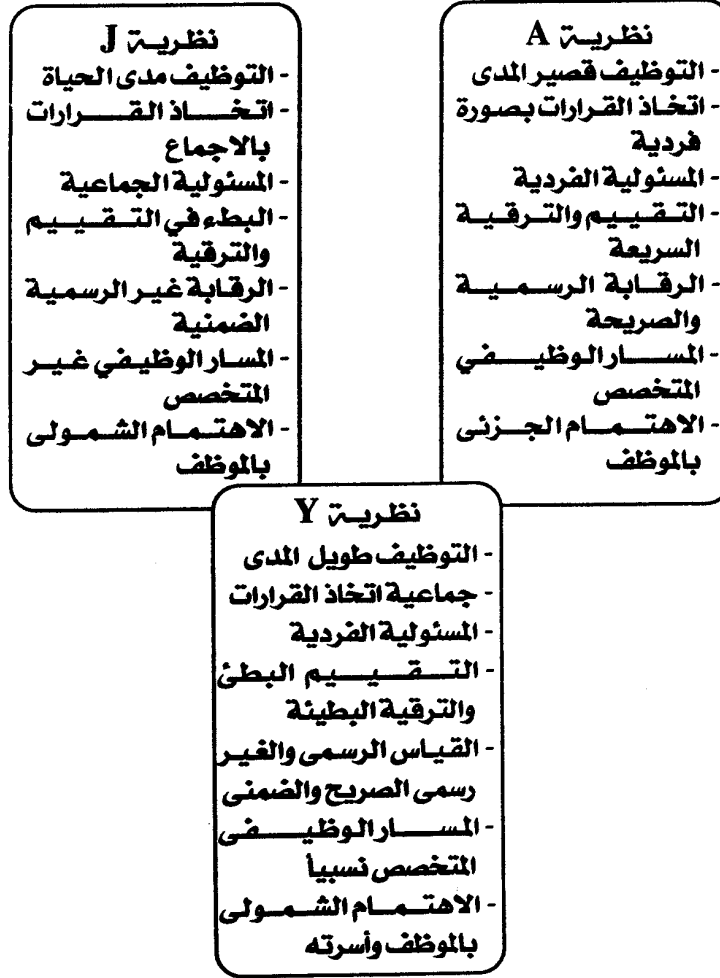 نظرية A
- التوظيف قصير المدى
- اتخاذ القرارات بصورة
فردية
- المسئولية الفردية
- التقييم والترقية
السريعة
- الرقابة الرسمية
والصريحة
- المسار الوظيفي
المتخصص
- الاهتمام الجزئى
بالموظف
نظرية J
- التوظيف مدى الحياة
- اتخاذ القرارات
بالاجماع
- المسئولية الجماعية
- البطء في التقييم
والترقية
- الرقابة غير الرسمية
الضمنية
- المسار الوظيفي غير
المتخصص
- الاهتمام الشمولى
بالموظف
نظرية Y
- التوظيف طويل المدى
- جماعية اتخاذ القرارات
- المسئولية الفردية
- التقييم البطئ
والترقية البطيئة
- القياس الرسمى والغير
رسمى الصريح والضمنى
- المسار الوظيفى
المتخصص نسبياً
- الاهتمام الشمولى
بالموظف وأسرته